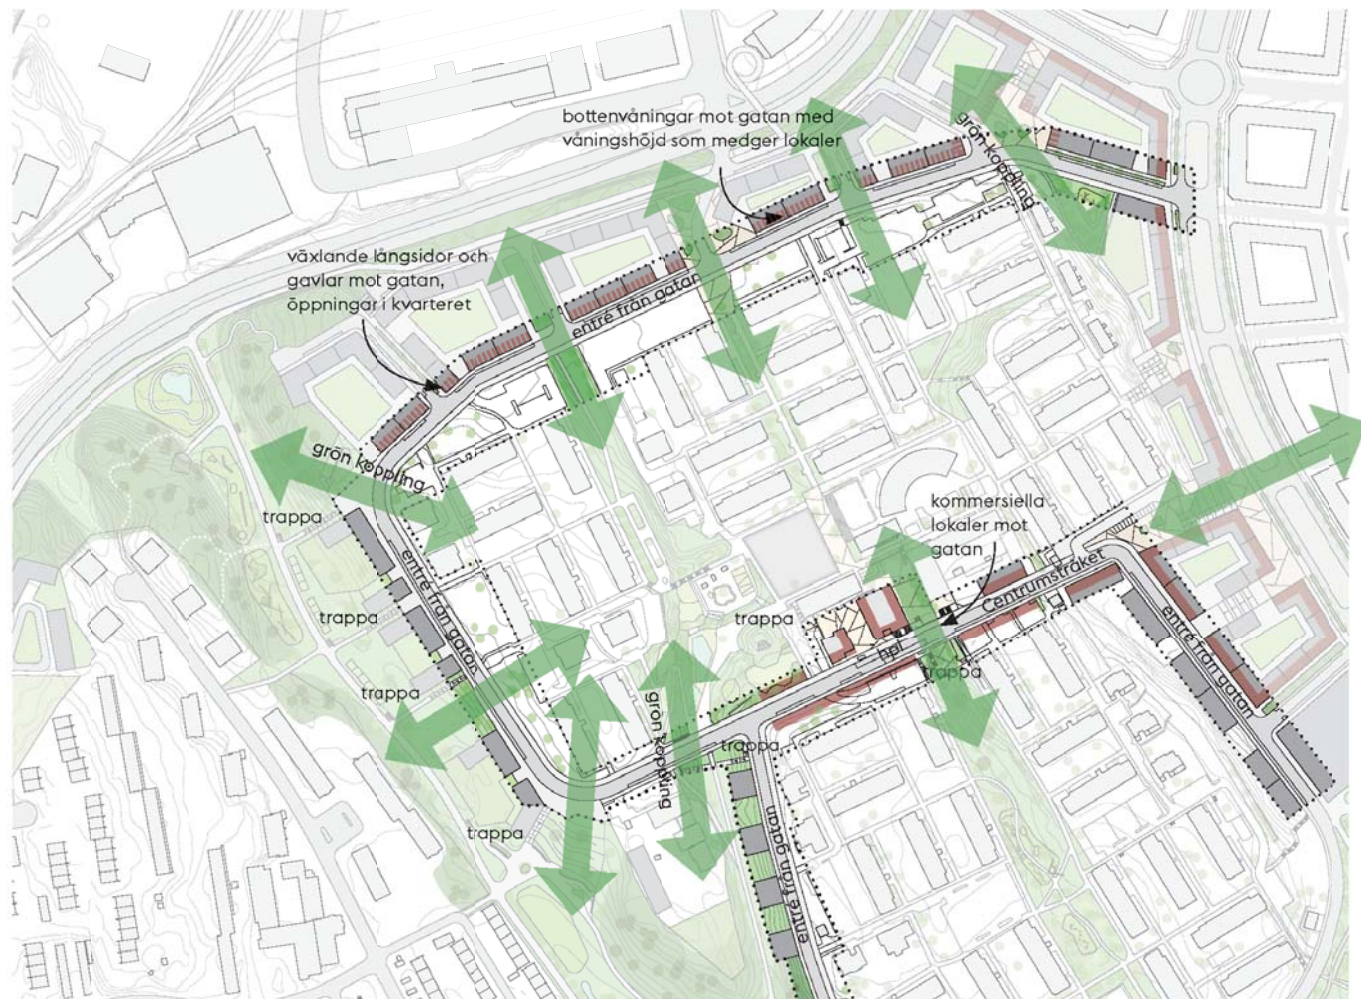 bottenvåningar mot gatan med
våningshöjd som medger lokaler
grön koppling
växlande långsidor och
gavlar mot gatan,
öppningar i kvarteret
entré från gatan
grön koppling
trappa
kommersiella
lokaler mot
gatan
entré från gatan
Centrumstråket
trappa
trappa
entré från gatan
hpl
trappa
trappa
grön koppling
trappa
trappa
entré från gatan